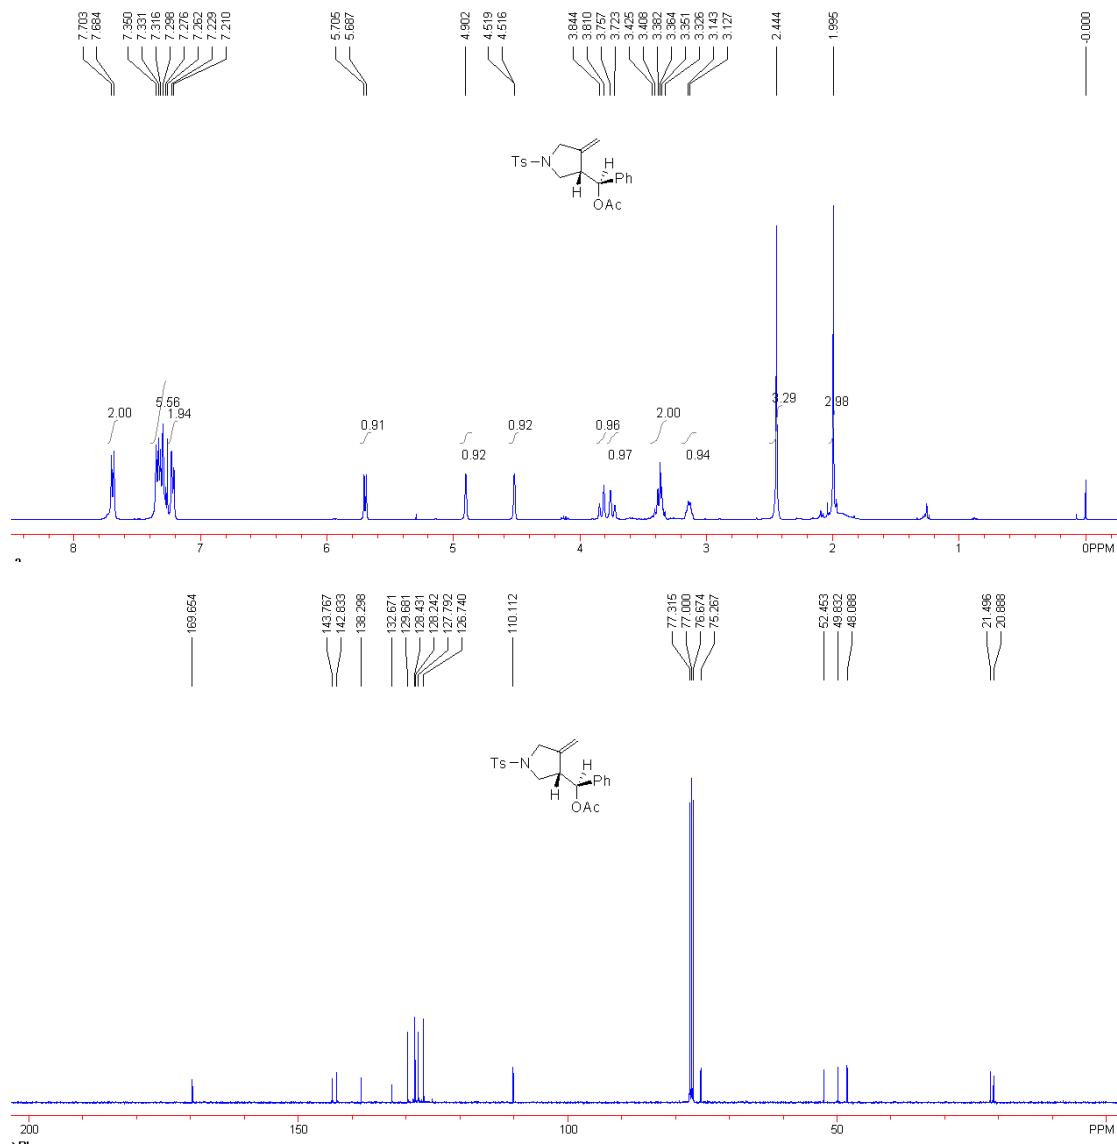 7.703 7.684 7.350 7.331 7.316 7.298 7.276 7.262 7.229 7.210 5.705 5.687 4.902 4.519 4.516 3.844 3.810 3.757 3.723 3.425 3.408 3.382 3.364 3.351 3.326 3.143 3.127 2.444 1.995 -0.000
Ts N H Ph
H OAc
2.00 5.56 1.94 0.91 0.92 0.92 0.96 0.97 2.00 0.94 3.29 2.98
8 7 6 5 4 3 2 1 0PPM
169.654 143.767 142.833 138.298 132.671 129.681 128.431 128.242 127.792 126.740 110.112 77.315 77.000 76.674 75.267 52.453 49.832 48.088 21.496 20.888
Ts N H Ph
H OAc
200 150 100 50 PPM